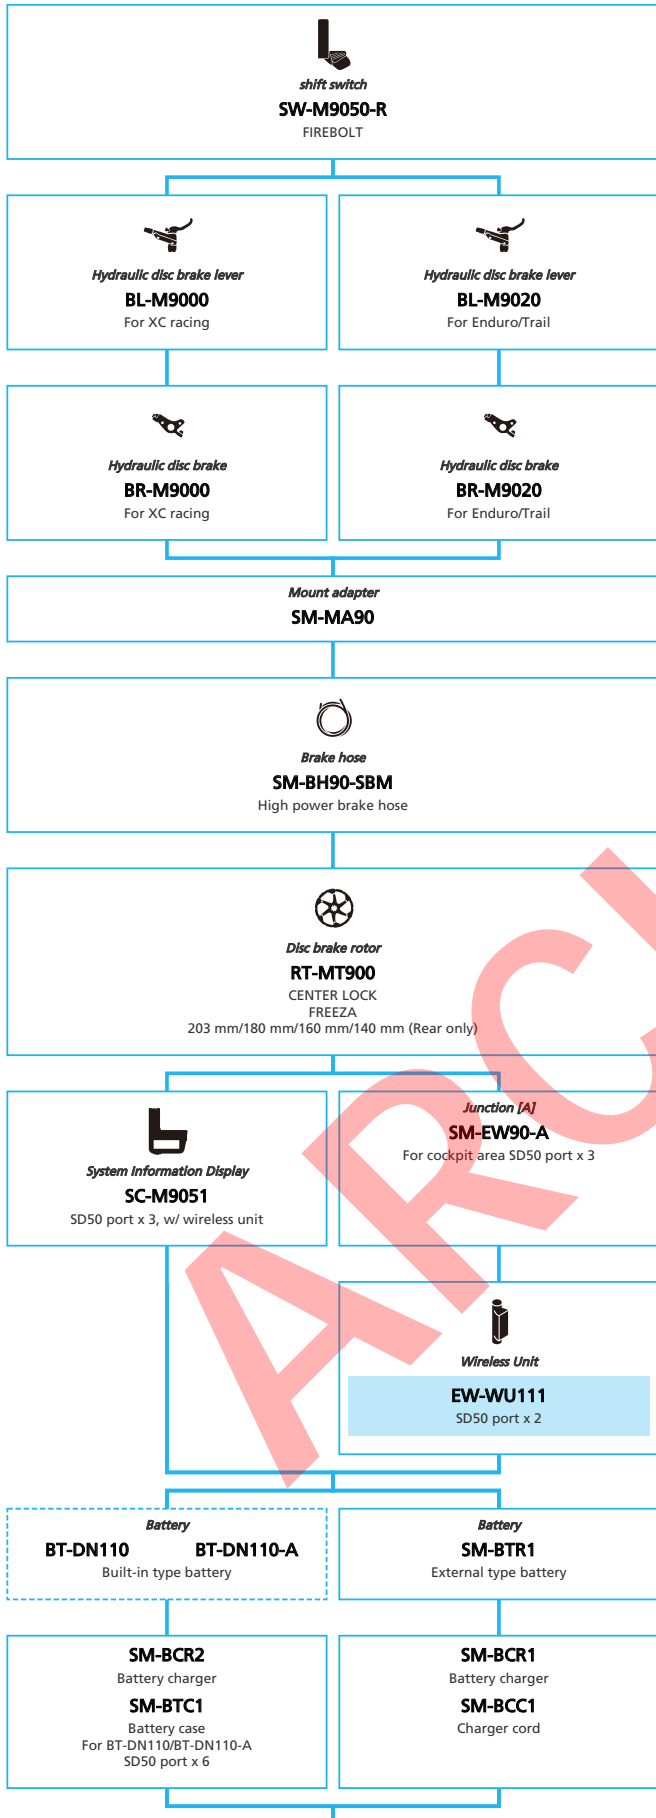 shift switch
SW-M9050-R
FIREBOLT
Hydraulic disc brake lever
BL-M9000
For XC racing
Hydraulic disc brake lever
BL-M9020
For Enduro/Trail
Hydraulic disc brake
BR-M9000
For XC racing
Hydraulic disc brake
BR-M9020
For Enduro/Trail
Mount adapter
SM-MA90
Brake hose
SM-BH90-SBM
High power brake hose
Disc brake rotor
RT-MT900
CENTER LOCK
FREEZA
203 mm/180 mm/160 mm/140 mm (Rear only)
System Information Display
SC-M9051
SD50 port x 3, w/ wireless unit
Junction [A]
SM-EW90-A
For cockpit area SD50 port x 3
Wireless Unit
EW-WU111
SD50 port x 2
Battery
BT-DN110 BT-DN110-A
Built-in type battery
Battery
SM-BTR1
External type battery
SM-BCR2
Battery charger
SM-BTC1
Battery case
For BT-DN110/BT-DN110-A
SD50 port x 6
SM-BCR1
Battery charger
SM-BCC1
Charger cord